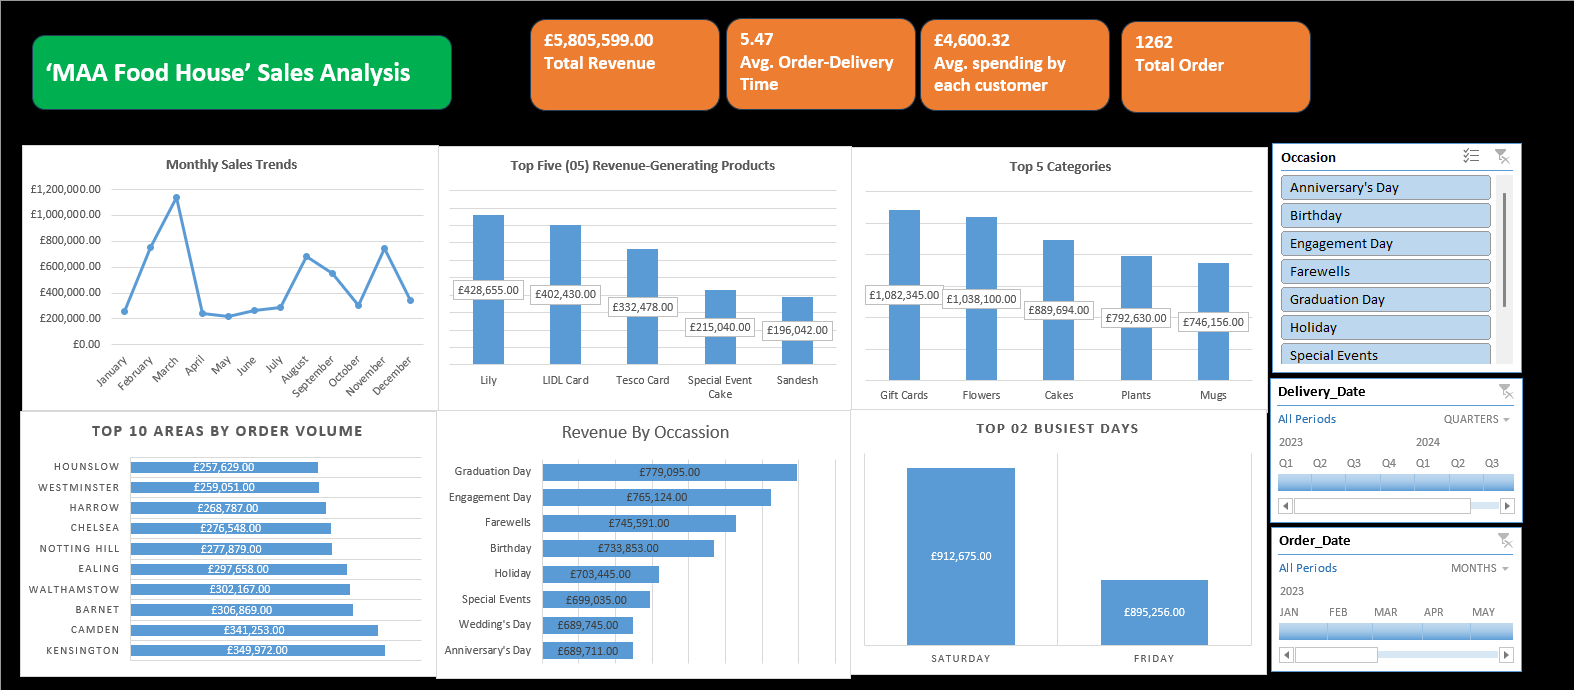 ‘MAA Food House’ Sales Analysis
£5,805,599.00
Total Revenue
5.47
Avg. Order-Delivery
Time
£4,600.32
Avg. spending by
each customer
1262
Total Order
Monthly Sales Trends
£1,200,000.00
£1,000,000.00
£800,000.00
£600,000.00
£400,000.00
£200,000.00
£0.00
January
February
March
April
May
June
July
August
September
October
November
December
Top Five (05) Revenue-Generating Products
£428,655.00
£402,430.00
£332,478.00
£215,040.00
£196,042.00
Lily
LIDL Card
Tesco Card
Special Event
Cake
Sandesh
Top 5 Categories
£1,082,345.00
£1,038,100.00
£889,694.00
£792,630.00
£746,156.00
Gift Cards
Flowers
Cakes
Plants
Mugs
Occasion
Anniversary's Day
Birthday
Engagement Day
Farewells
Graduation Day
Holiday
Special Events
Delivery_Date
All Periods
QUARTERS
2023 2024
Q1 Q2 Q3 Q4 Q1 Q2 Q3
Order_Date
All Periods
MONTHS
2023
JAN FEB MAR APR MAY
TOP 10 AREAS BY ORDER VOLUME
HOUNSLOW £257,629.00
WESTMINSTER £259,051.00
HARROW £268,787.00
CHELSEA £276,548.00
NOTTING HILL £277,879.00
EALING £297,658.00
WALTHAMSTOW £302,167.00
BARNET £306,869.00
CAMDEN £341,253.00
KENSINGTON £349,972.00
Revenue By Occassion
Graduation Day £779,095.00
Engagement Day £765,124.00
Farewells £745,591.00
Birthday £733,853.00
Holiday £703,445.00
Special Events £699,035.00
Wedding's Day £689,745.00
Anniversary's Day £689,711.00
TOP 02 BUSIEST DAYS
£912,675.00
£895,256.00
SATURDAY
FRIDAY